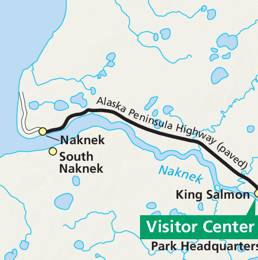 Alaska Peninsula Highway (paved)
Naknek
South
Naknek
Naknek
King Salmon
Visitor Center
Park Headquarters